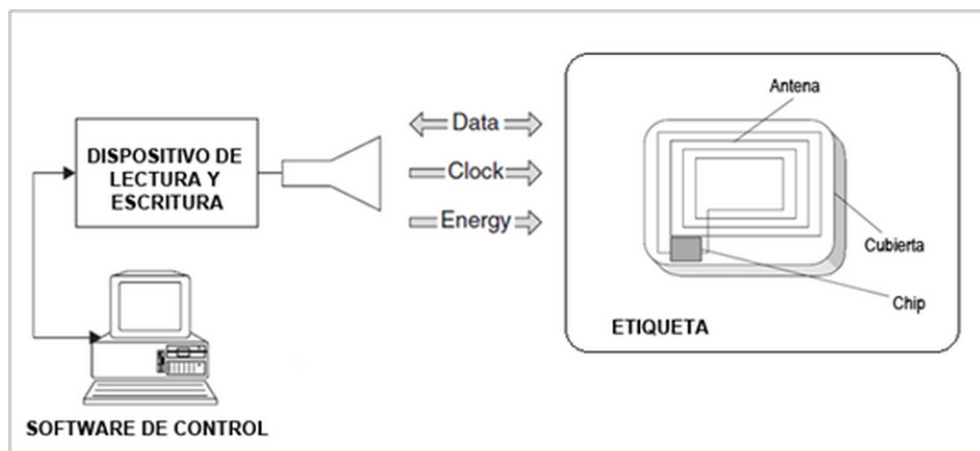 DISPOSITIVO DE
LECTURA Y
ESCRITURA
SOFTWARE DE CONTROL
Data
Clock
Energy
Antena
Cubierta
Chip
ETIQUETA